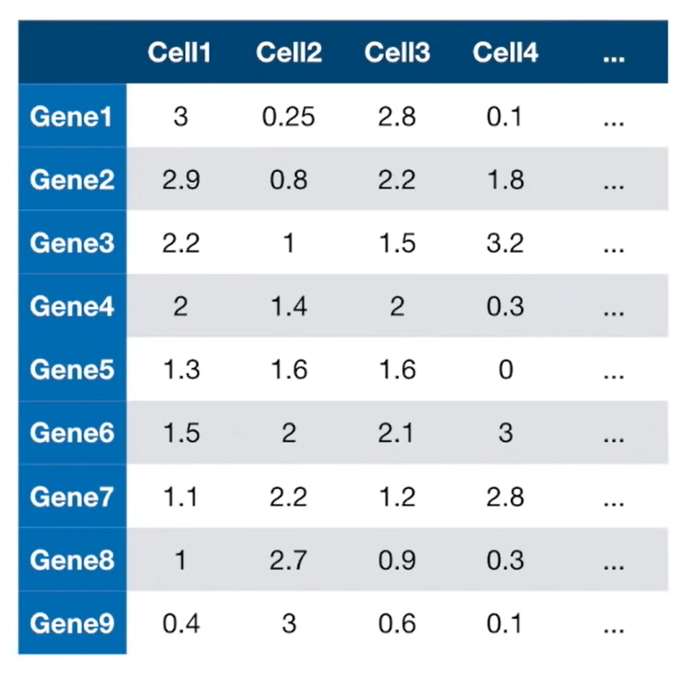 Cell1 Cell2 Cell3 Cell4 ...
Gene1 3 0.25 2.8 0.1 ...
Gene2 2.9 0.8 2.2 1.8 ...
Gene3 2.2 1 1.5 3.2 ...
Gene4 2 1.4 2 0.3 ...
Gene5 1.3 1.6 1.6 0 ...
Gene6 1.5 2 2.1 3 ...
Gene7 1.1 2.2 1.2 2.8 ...
Gene8 1 2.7 0.9 0.3 ...
Gene9 0.4 3 0.6 0.1 ...